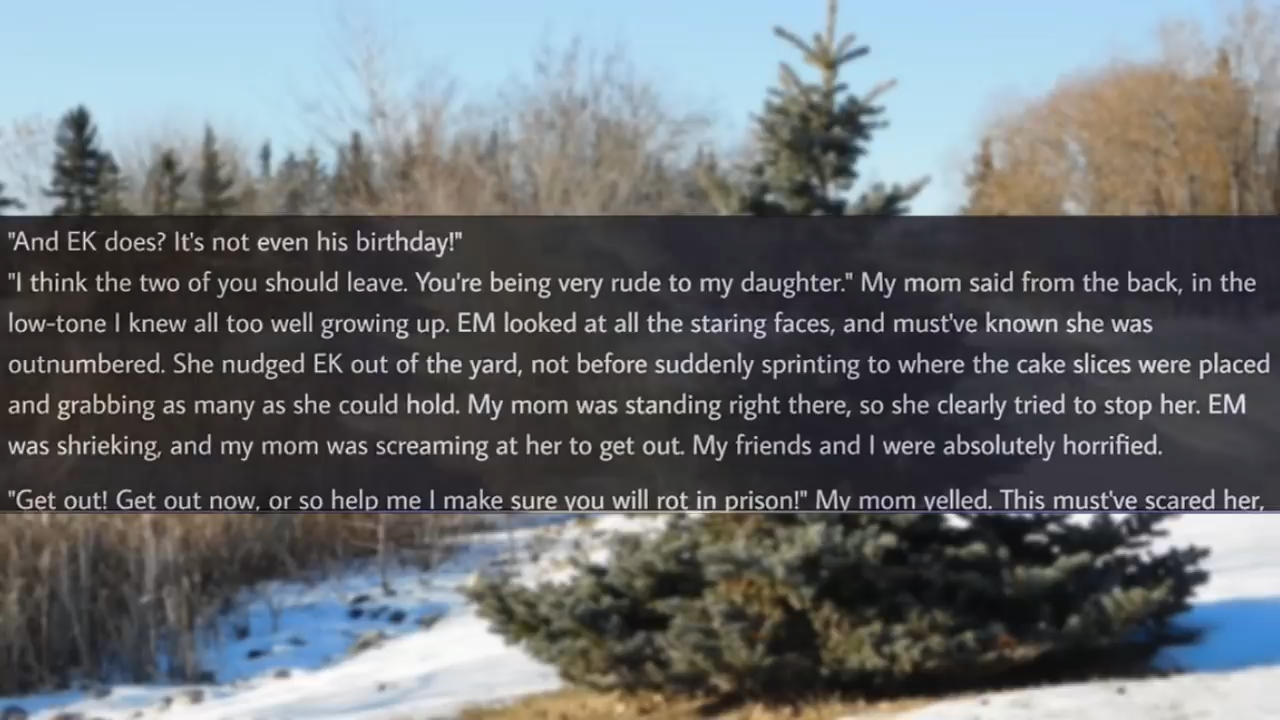 "And EK does? It's not even his birthday!"
"I think the two of you should leave. You're being very rude to my daughter." My mom said from the back, in the
low-tone I knew all too well growing up. EM looked at all the staring faces, and must've known she was
outnumbered. She nudged EK out of the yard, not before suddenly sprinting to where the cake slices were placed
and grabbing as many as she could hold. My mom was standing right there, so she clearly tried to stop her. EM
was shrieking, and my mom was screaming at her to get out. My friends and I were absolutely horrified.
"Get out! Get out now, or so help me I make sure you will rot in prison!" My mom yelled. This must've scared her,